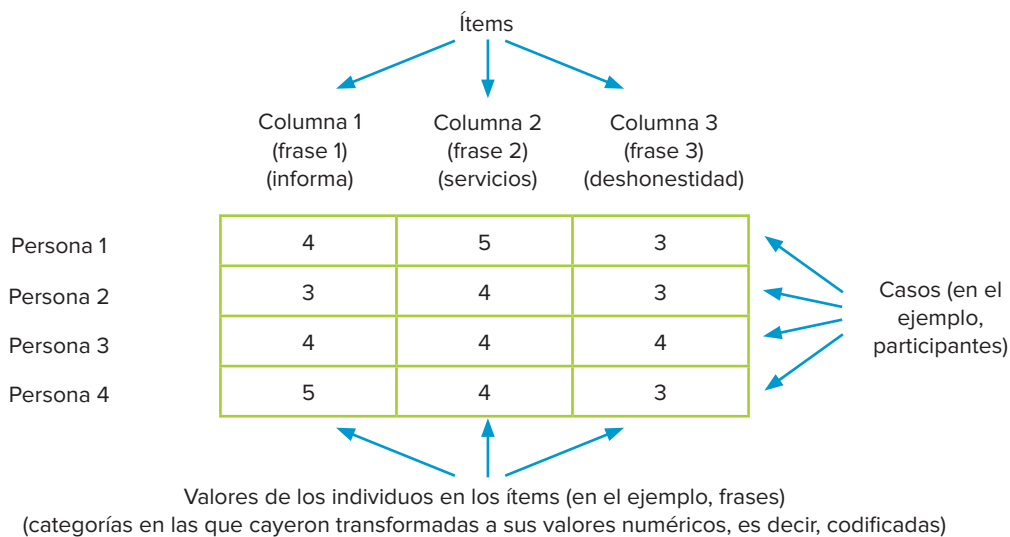 Ítems
Columna 1
(frase 1)
(informa)
Columna 2
(frase 2)
(servicios)
Columna 3
(frase 3)
(deshonestidad)
Persona 1
4 5 3
Persona 2
3 4 3
Persona 3
4 4 4
Persona 4
5 4 3
Casos (en el
ejemplo,
participantes)
Valores de los individuos en los ítems (en el ejemplo, frases)
(categorías en las que cayeron transformadas a sus valores numéricos, es decir, codificadas)